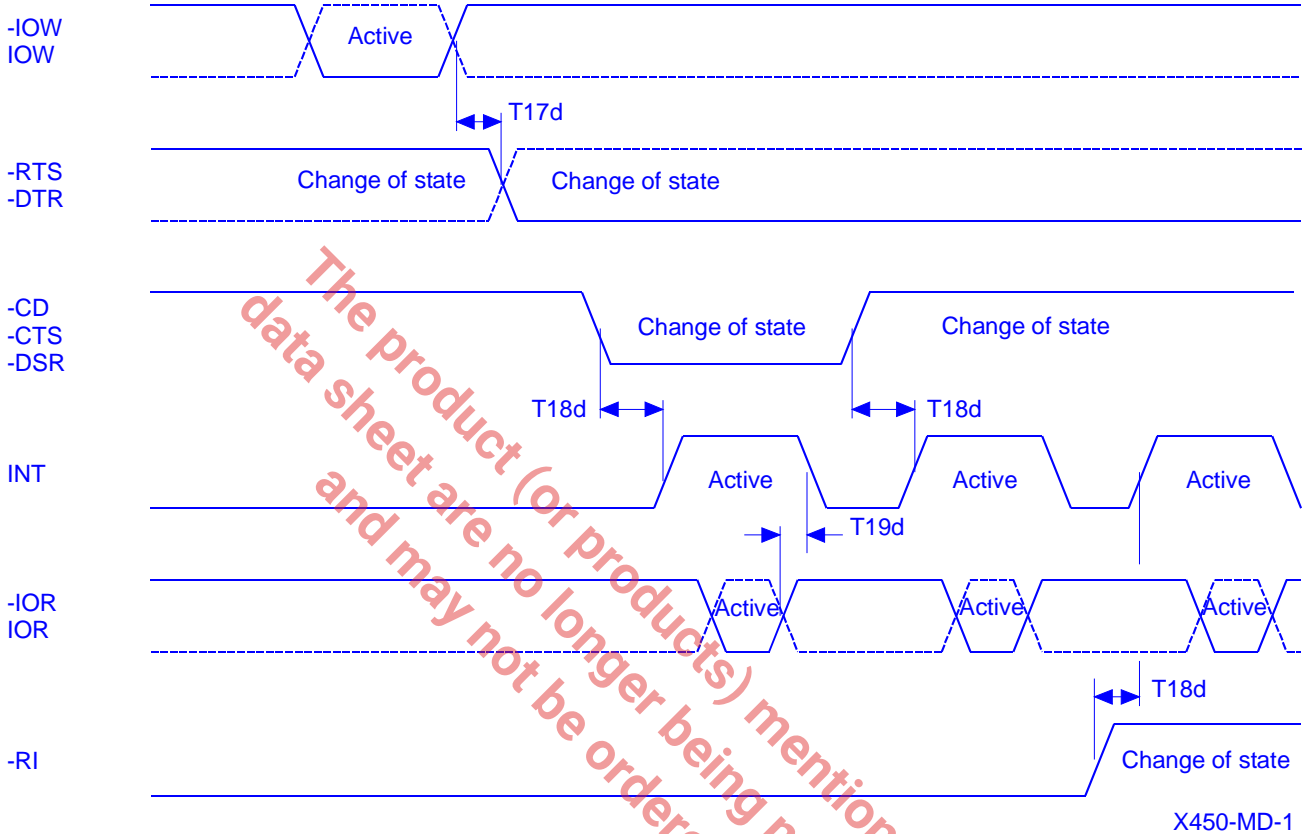 -IOW
IOW
Active
T17d
-RTS
-DTR
Change of state
Change of state
-CD
-CTS
-DSR
Change of state
Change of state
T18d
T18d
INT
Active
Active
Active
T19d
-IOR
IOR
Active
Active
Active
T18d
-RI
Change of state
X450-MD-1
The product (or products) mention
data sheet are no longer being
and may not be